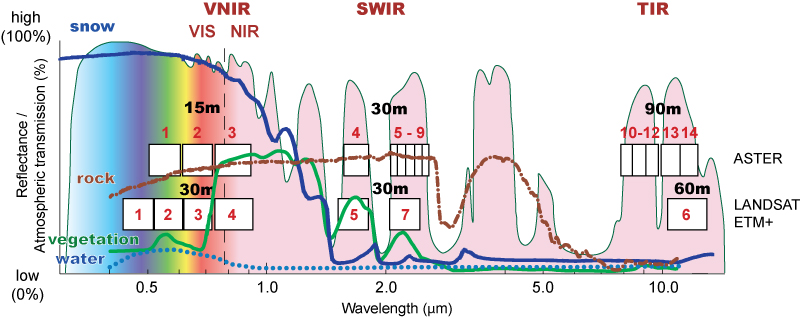 high
(100%)
snow
VNIR
VIS NIR
SWIR
TIR
Reflectance /
Atmospheric transmission (%)
15m
30m
90m
1 2 3 4 5 - 9 10-12 13 14
ASTER
rock
30m
30m
60m
1 2 3 4 5 7 6
LANDSAT
ETM+
vegetation
water
low
(0%)
0.5 1.0 2.0 5.0 10.0
Wavelength (µm)